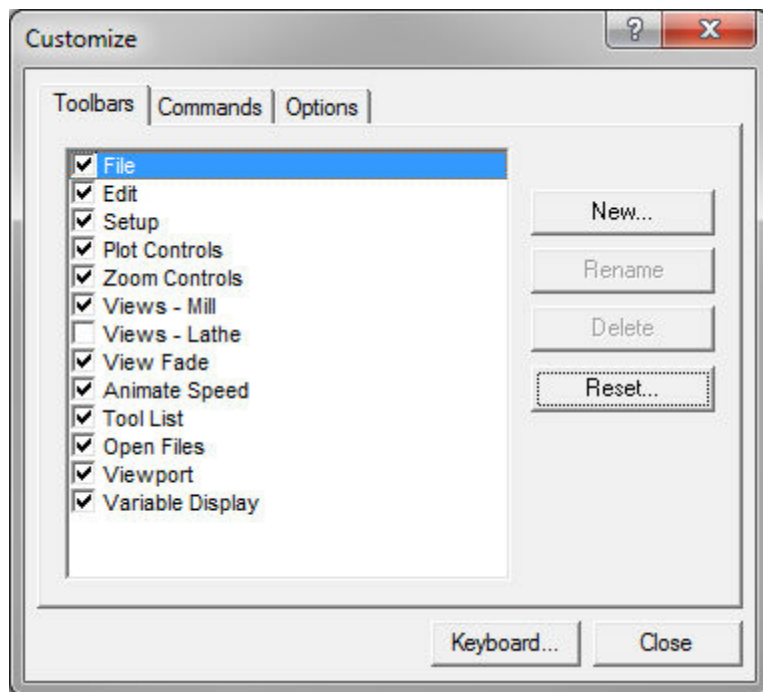 Customize
Toolbars Commands Options
File
Edit
Setup
Plot Controls
Zoom Controls
Views - Mill
Views - Lathe
View Fade
Animate Speed
Tool List
Open Files
Viewport
Variable Display
New...
Rename
Delete
Reset...
Keyboard... Close